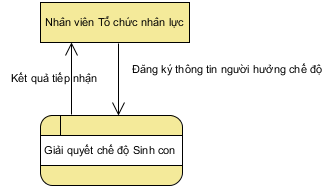 Nhân viên Tổ chức nhân lực
Kết quả tiếp nhận
Đăng ký thông tin người hưởng chế độ
Giải quyết chế độ Sinh con